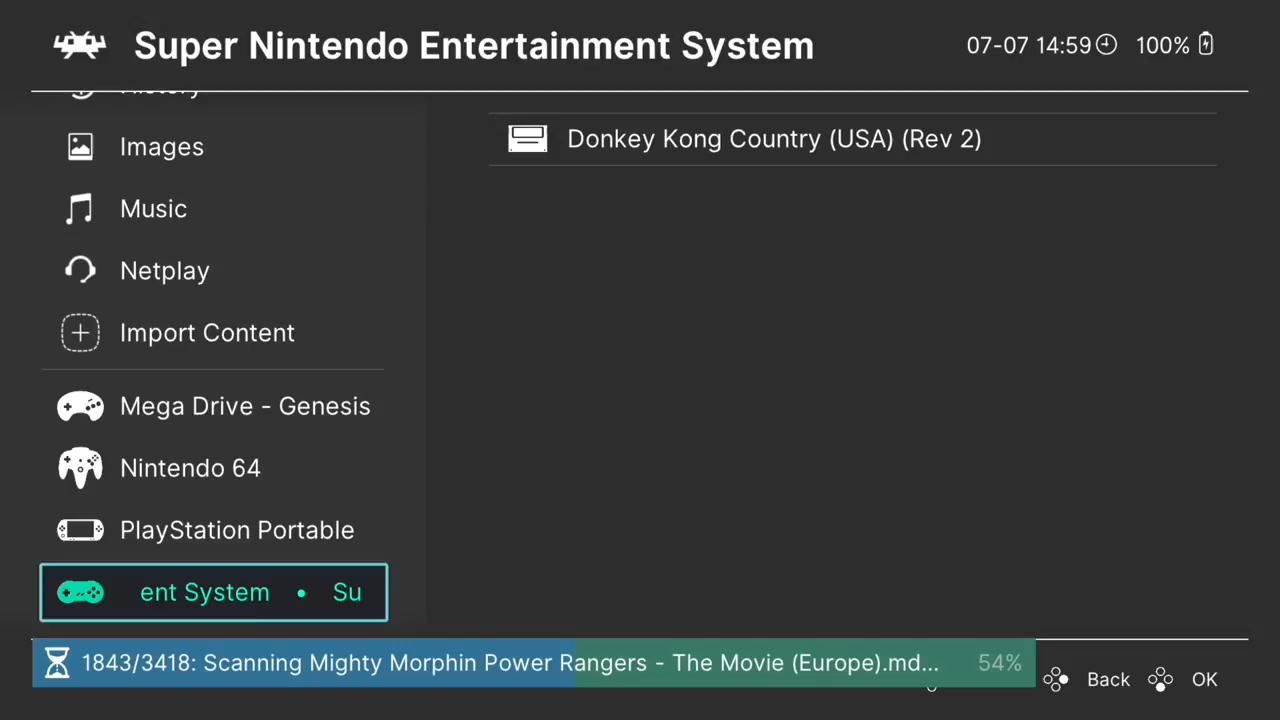 Super Nintendo Entertainment System
07-07 14:59 100%
History
Images
Music
Netplay
Import Content
Mega Drive - Genesis
Nintendo 64
PlayStation Portable
ent System • Su
Donkey Kong Country (USA) (Rev 2)
1843/3418: Scanning Mighty Morphin Power Rangers - The Movie (Europe).md... 54%
Back OK